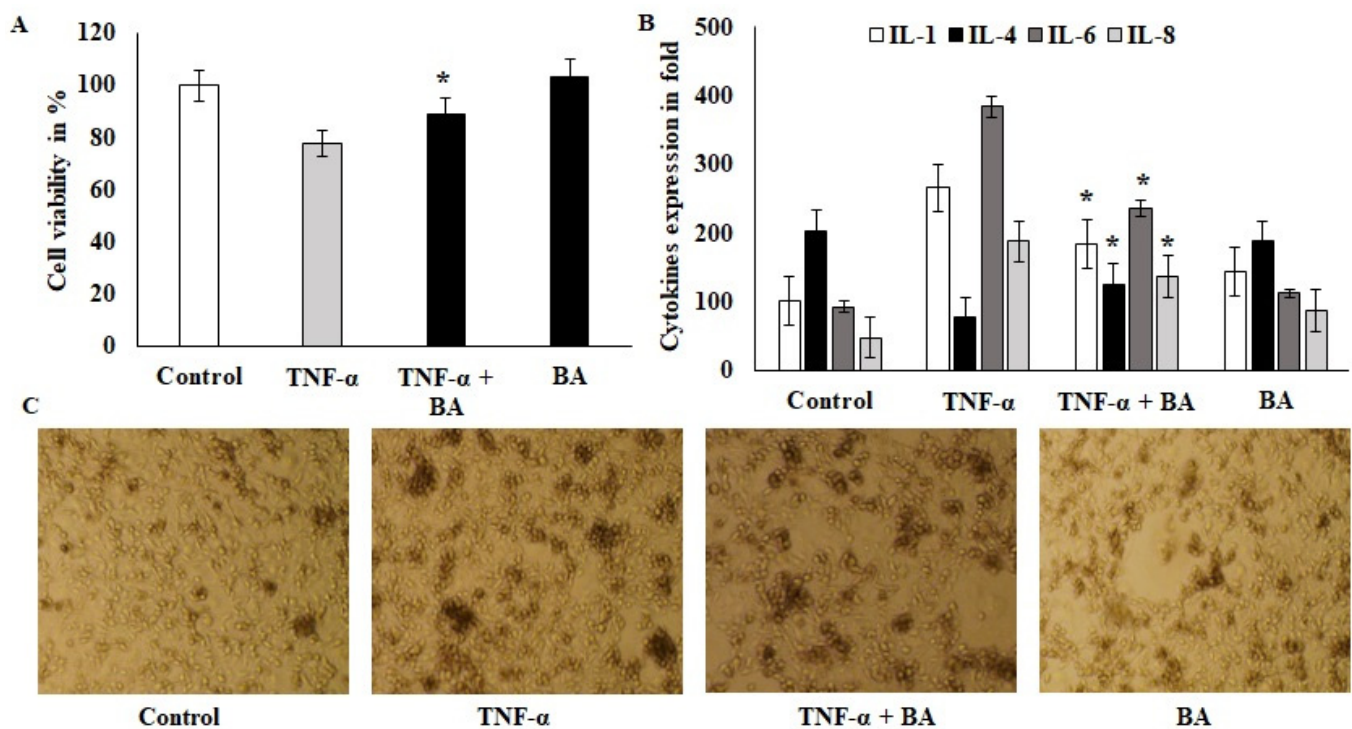 A
Cell viability in %
120
100
80
60
40
20
0
*
Control
TNF-α
TNF-α +
BA
BA
B
Cytokines expression in fold
500
400
300
200
100
0
IL-1 IL-4 IL-6 IL-8
* * * *
Control TNF-α TNF-α + BA BA
C
Control TNF-α TNF-α + BA BA